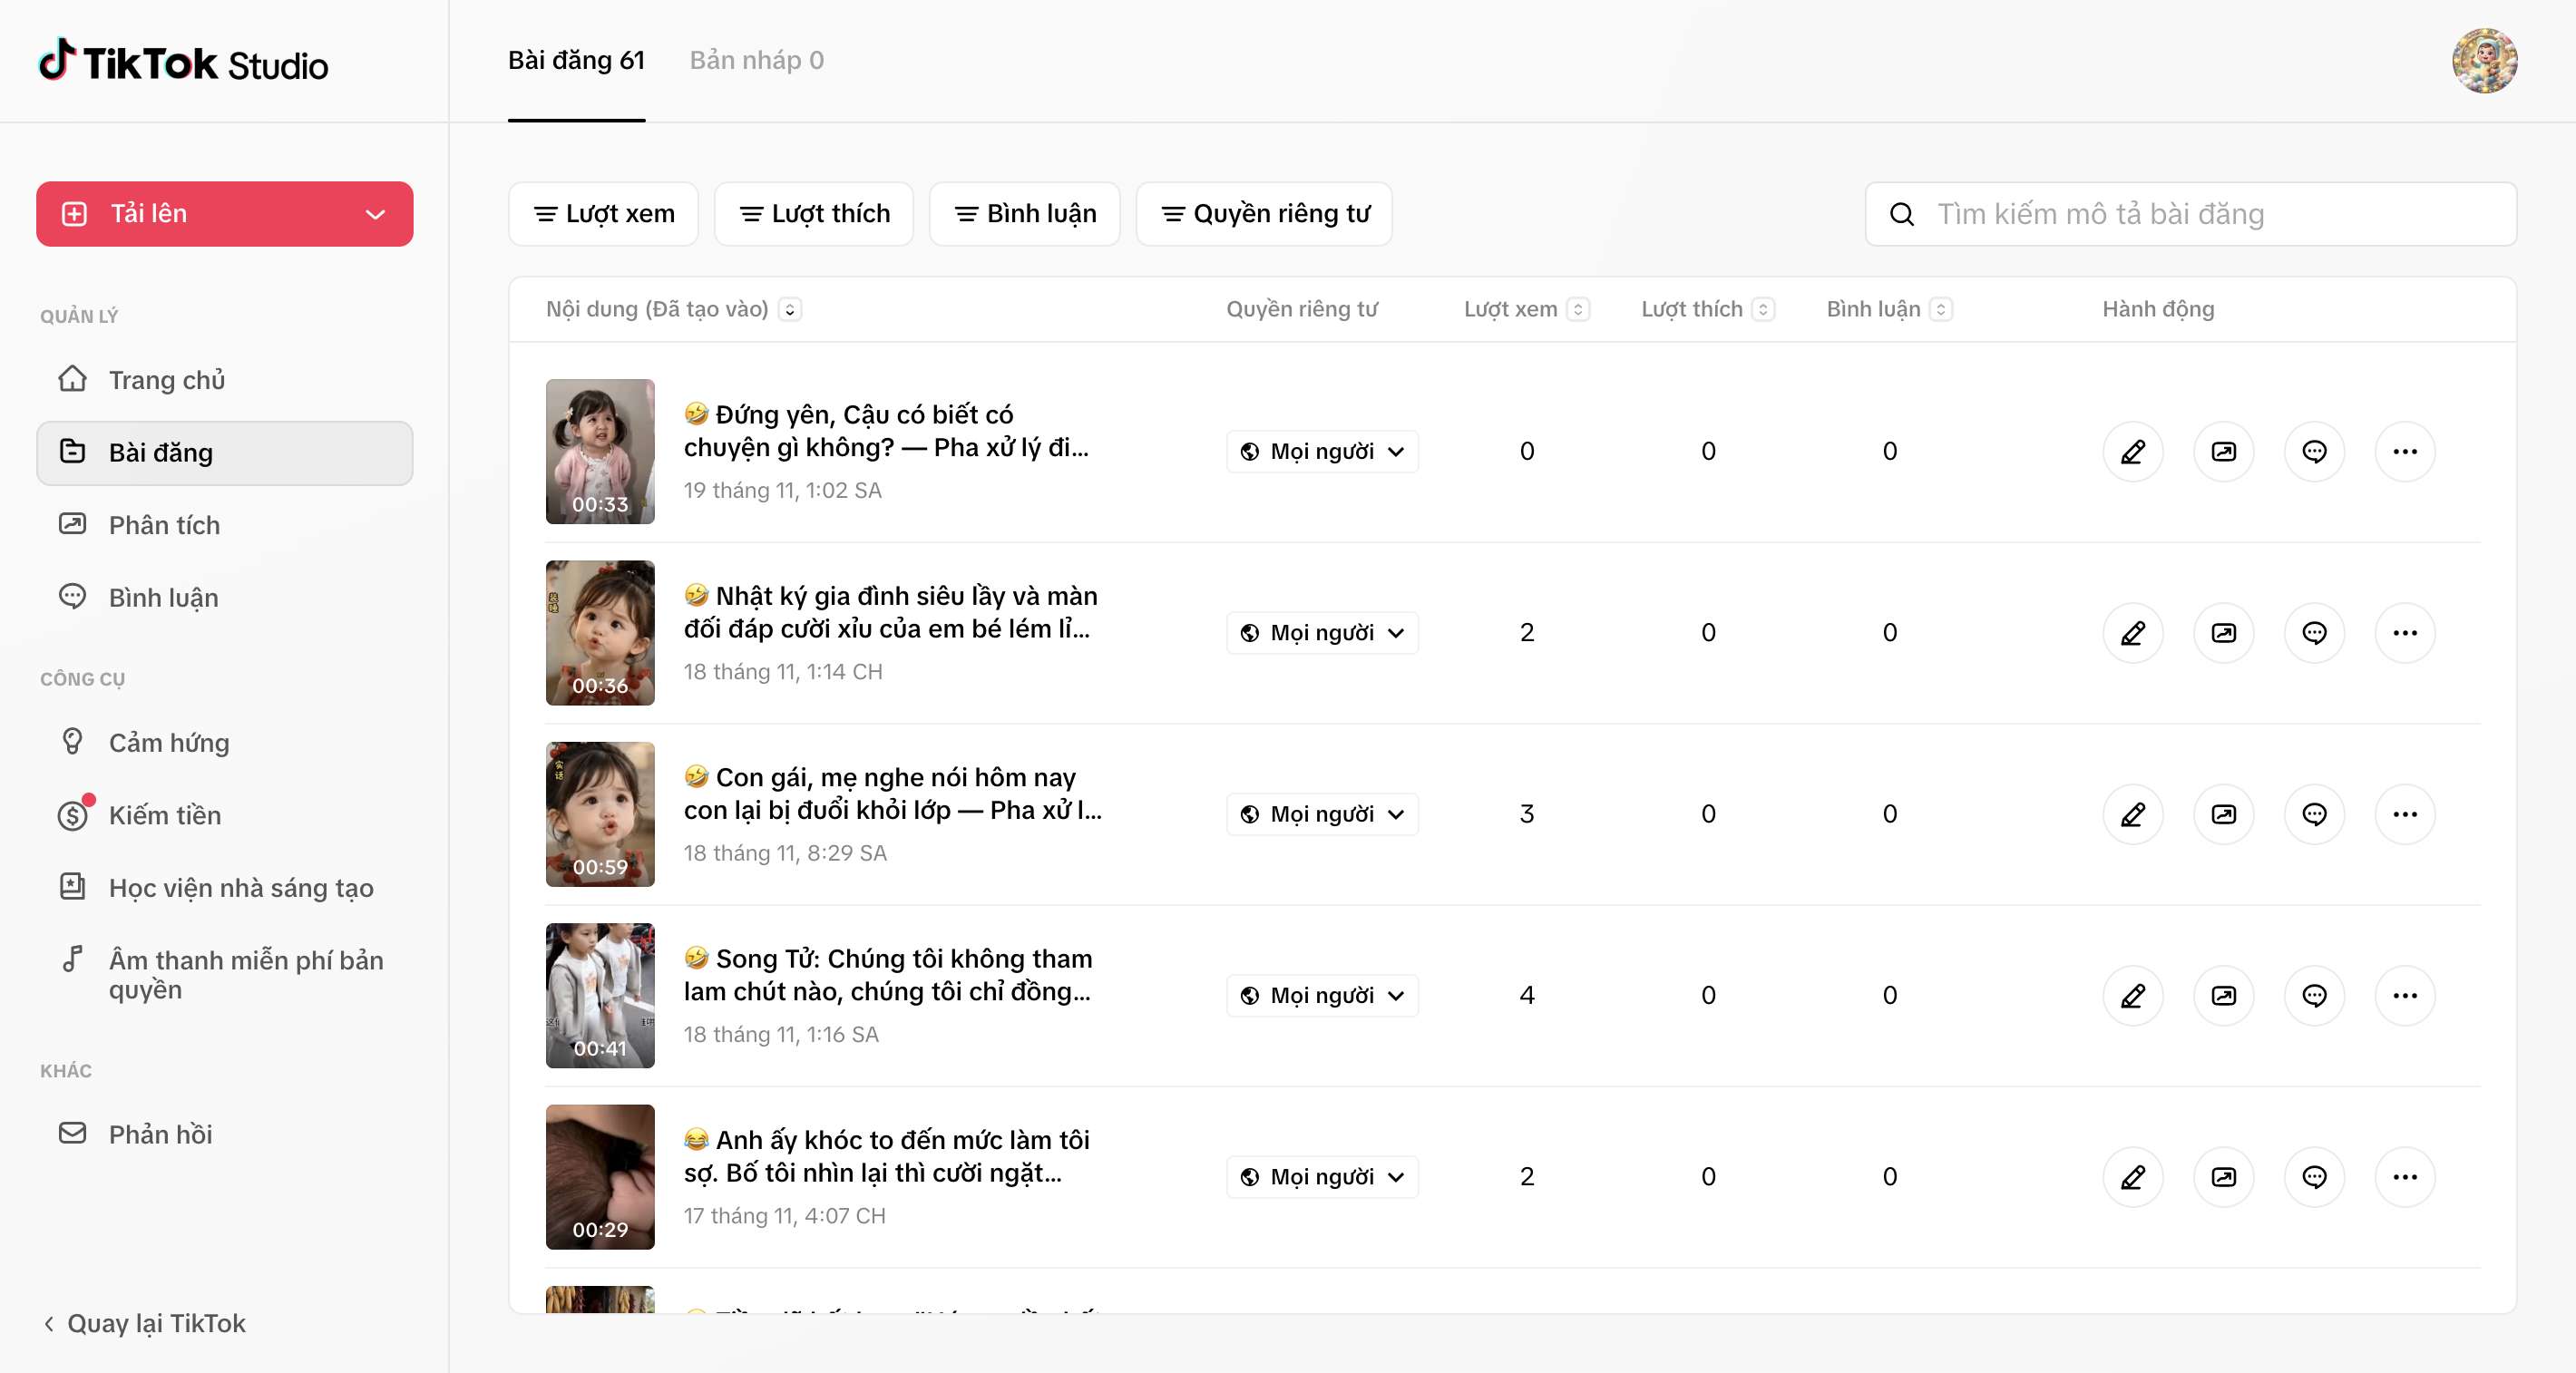 TikTok Studio
Bài đăng 61
Bản nháp 0
Tải lên
QUẢN LÝ
Trang chủ
Bài đăng
Phân tích
Bình luận
CÔNG CỤ
Cảm hứng
Kiếm tiền
Học viện nhà sáng tạo
Âm thanh miễn phí bản
quyền
KHÁC
Phản hồi
Quay lại TikTok
Lượt xem
Lượt thích
Bình luận
Quyền riêng tư
Tìm kiếm mô tả bài đăng
Nội dung (Đã tạo vào)
Quyền riêng tư
Lượt xem
Lượt thích
Bình luận
Hành động
00:33
🤣 Đứng yên, Cậu có biết có
chuyện gì không? — Pha xử lý đi...
19 tháng 11, 1:02 SA
Mọi người
0
0
0
装睡
00:36
🤣 Nhật ký gia đình siêu lầy và màn
đối đáp cười xỉu của em bé lém lỉ...
18 tháng 11, 1:14 CH
Mọi người
2
0
0
实话
00:59
🤣 Con gái, mẹ nghe nói hôm nay
con lại bị đuổi khỏi lớp — Pha xử l...
18 tháng 11, 8:29 SA
Mọi người
3
0
0
00:41
🤣 Song Tử: Chúng tôi không tham
lam chút nào, chúng tôi chỉ đồng...
18 tháng 11, 1:16 SA
Mọi người
4
0
0
00:29
😂 Anh ấy khóc to đến mức làm tôi
sợ. Bố tôi nhìn lại thì cười ngặt...
17 tháng 11, 4:07 CH
Mọi người
2
0
0